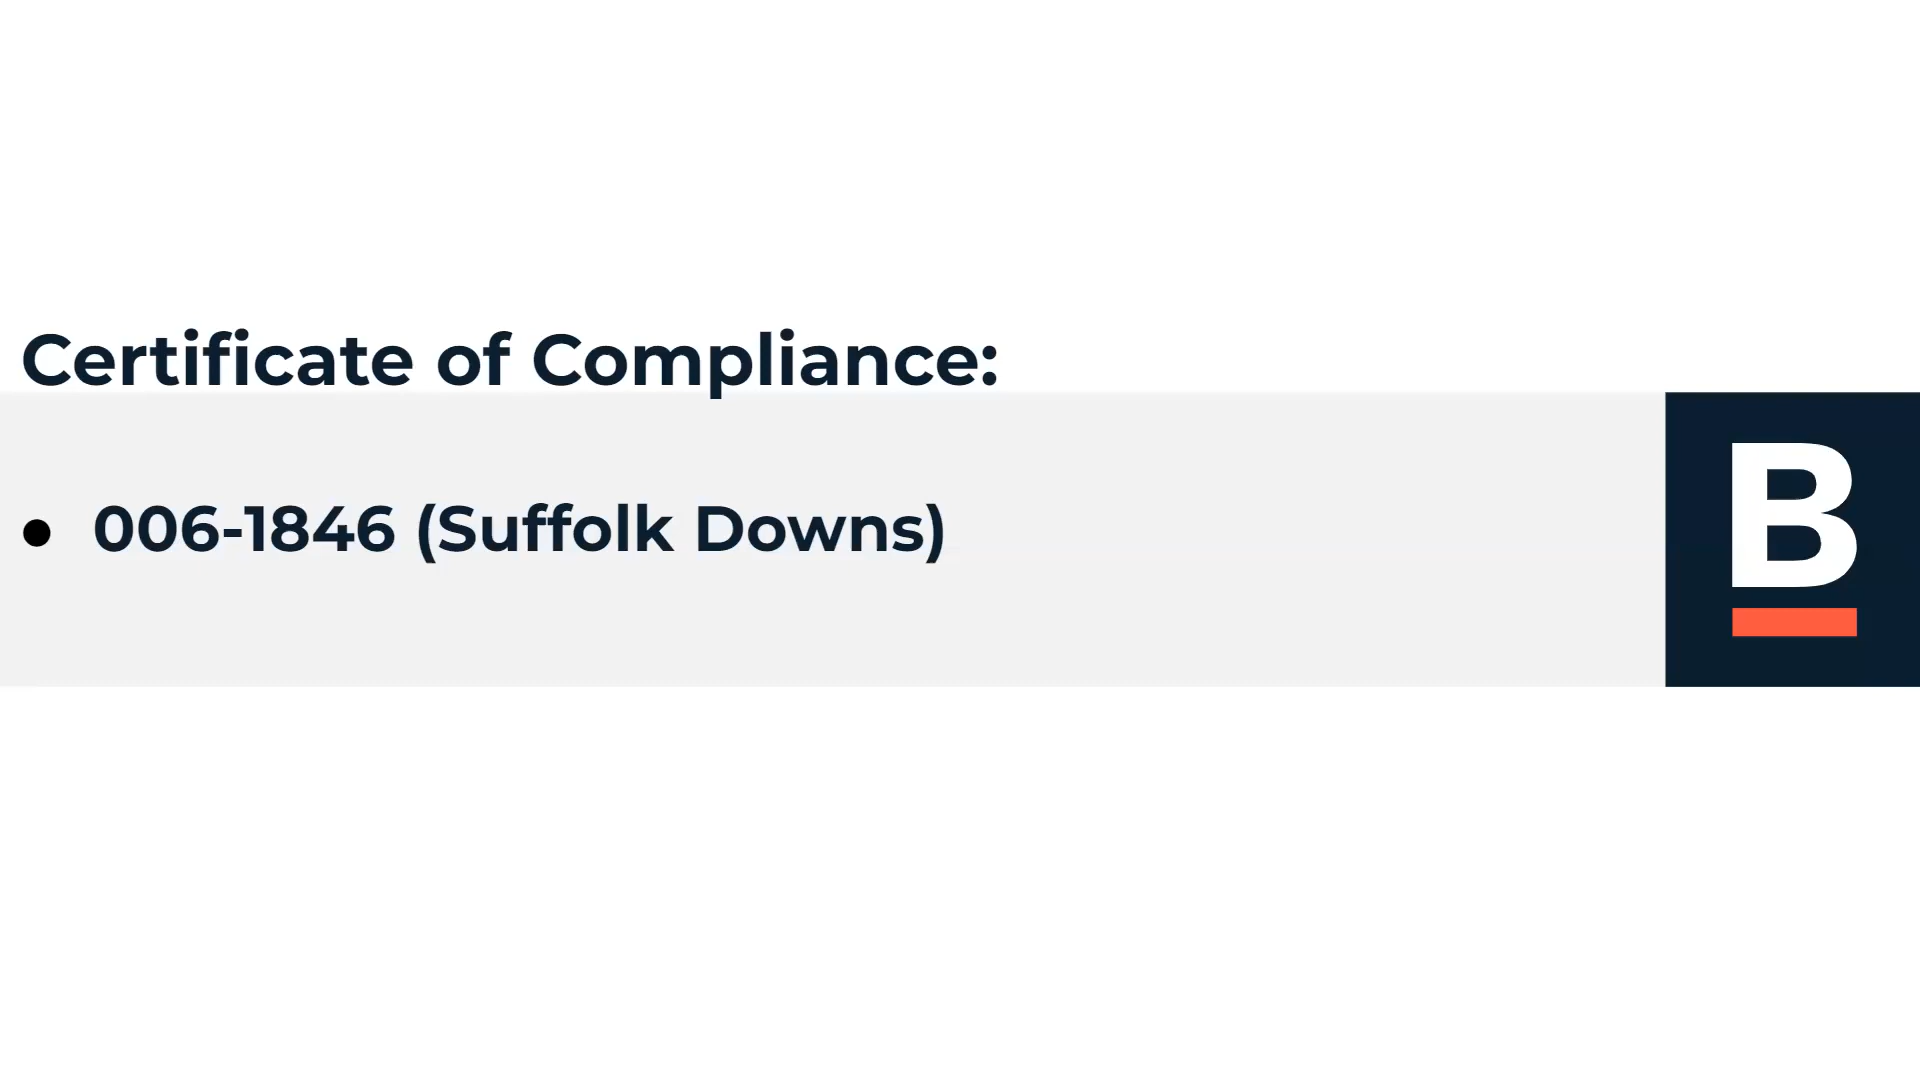 Certificate of Compliance:
● 006-1846 (Suffolk Downs)
B